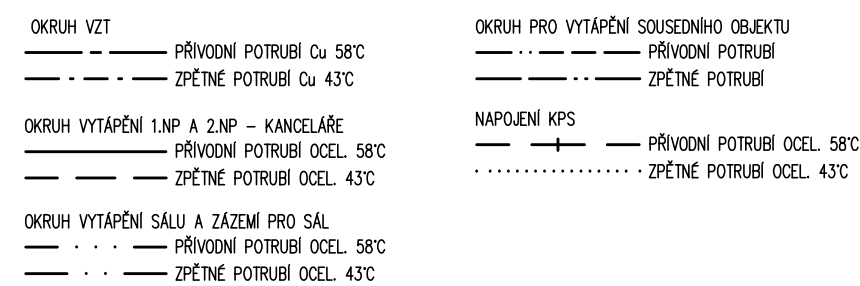 OKRUH VZT
PŘÍVODNÍ POTRUBÍ Cu 58°C
ZPĚTNÉ POTRUBÍ Cu 43°C
OKRUH VYTÁPĚNÍ 1.NP A 2.NP – KANCELÁŘE
PŘÍVODNÍ POTRUBÍ OCEL. 58°C
ZPĚTNÉ POTRUBÍ OCEL. 43°C
OKRUH VYTÁPĚNÍ SÁLU A ZÁZEMÍ PRO SÁL
PŘÍVODNÍ POTRUBÍ OCEL. 58°C
ZPĚTNÉ POTRUBÍ OCEL. 43°C
OKRUH PRO VYTÁPĚNÍ SOUSEDNÍHO OBJEKTU
PŘÍVODNÍ POTRUBÍ
ZPĚTNÉ POTRUBÍ
NAPOJENÍ KPS
PŘÍVODNÍ POTRUBÍ OCEL. 58°C
ZPĚTNÉ POTRUBÍ OCEL. 43°C